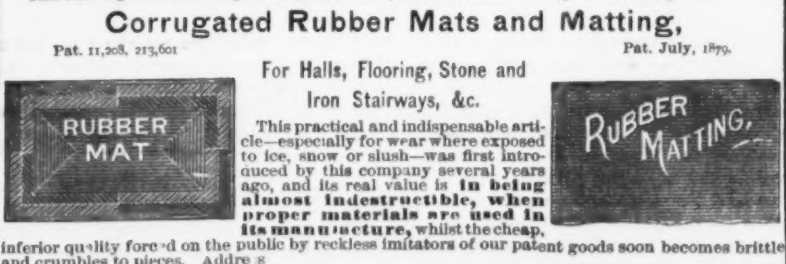 Corrugated Rubber Mats and Matting,
Pat. 11,208, 213,601
Pat. July, 1879.
For Halls, Flooring, Stone and
Iron Stairways, &c.
RUBBER
MAT
This practical and indispensable arti-
cle—especially for wear where exposed
to ice, snow or slush—was first intro-
duced by this company several years
ago, and its real value is in being
almost indestructible, when
proper materials are used in
its manufacture, whilst the cheap,
RUBBER
MATTING,
inferior quality forced on the public by reckless imitators of our patent goods soon becomes brittle
and crumbles to pieces. Address